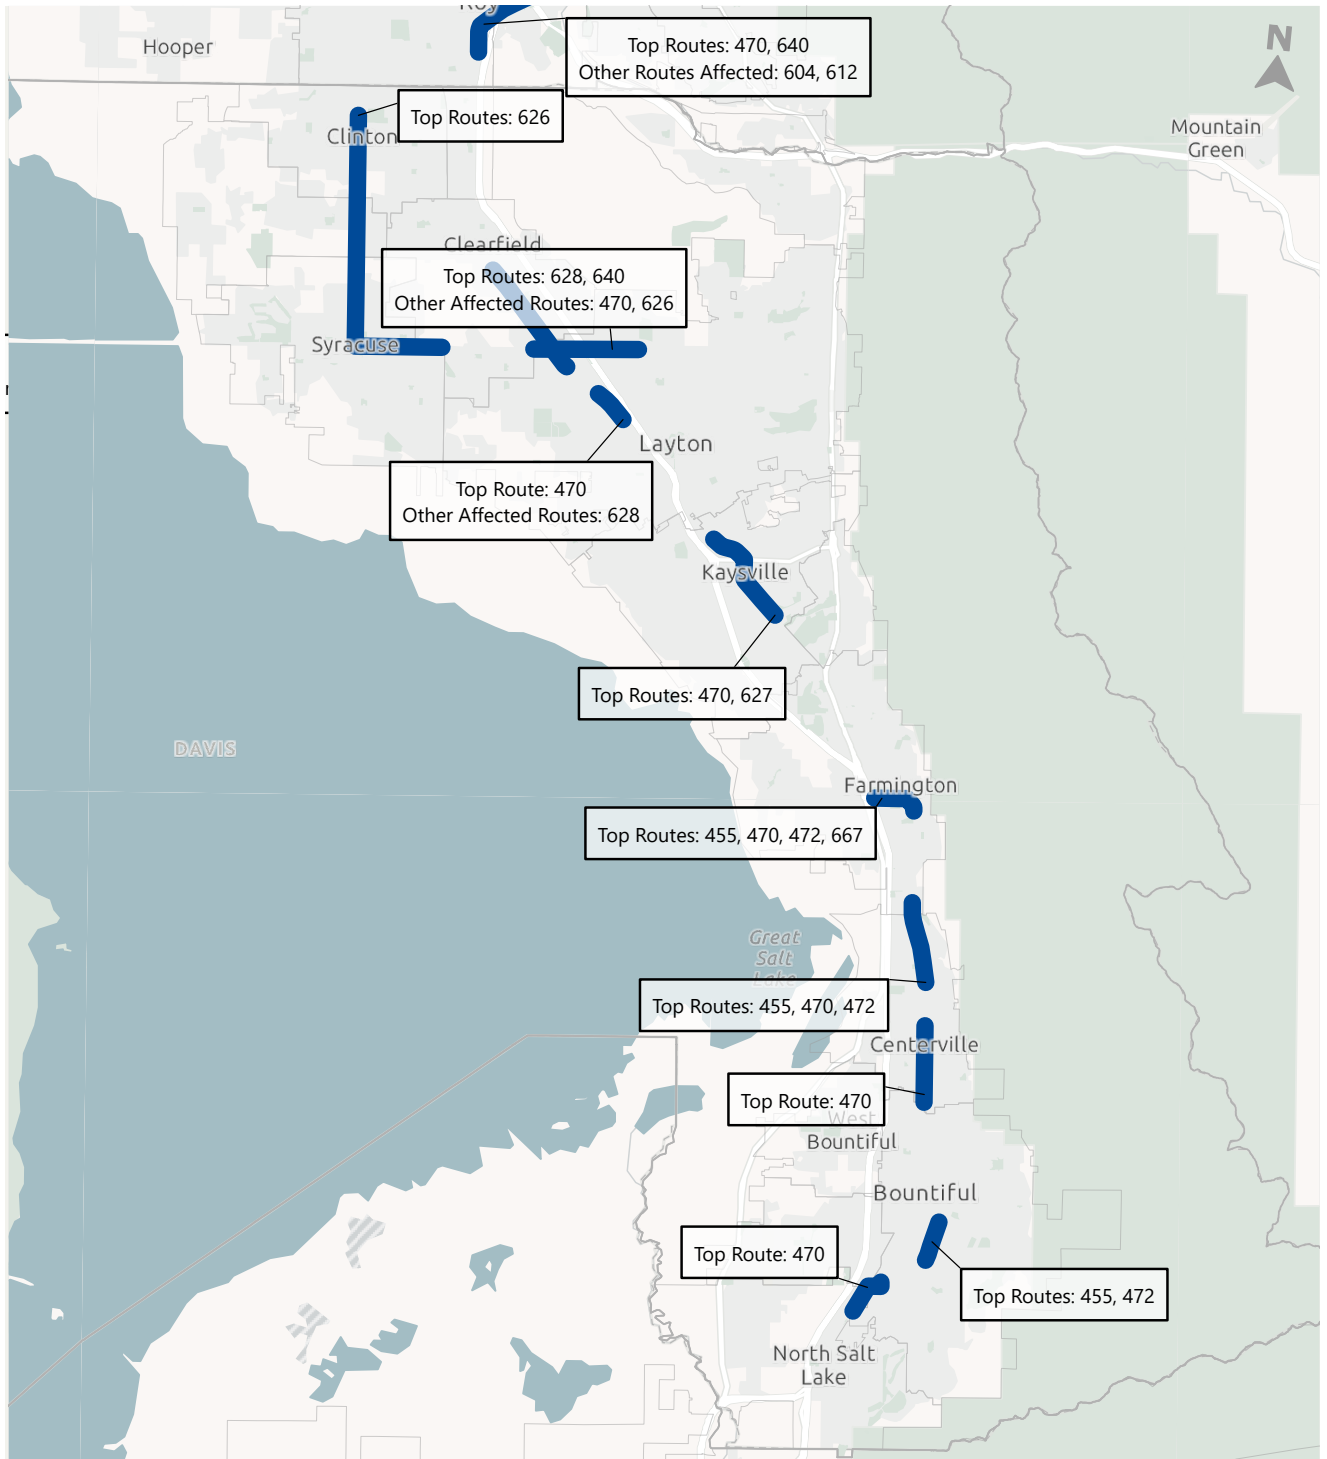 Roy
Hooper
N
Top Routes: 470, 640
Other Routes Affected: 604, 612
Top Routes: 626
Clinton
Mountain
Green
Clearfield
Top Routes: 628, 640
Other Affected Routes: 470, 626
Syracuse
Layton
Top Route: 470
Other Affected Routes: 628
Kaysville
Top Routes: 470, 627
DAVIS
Farmington
Top Routes: 455, 470, 472, 667
Great
Salt
Lake
Top Routes: 455, 470, 472
Centerville
Top Route: 470
West
Bountiful
Bountiful
Top Route: 470
Top Routes: 455, 472
North Salt
Lake